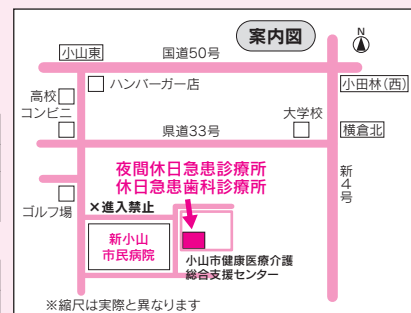 案内図
N
小山東
国道50号
ハンバーガー店
小田林(西)
高校
コンビニ
大学校
県道33号
横倉北
夜間休日急患診療所
休日急患歯科診療所
新4号
ゴルフ場
×進入禁止
新小山
市民病院
小山市健康医療介護
総合支援センター
※縮尺は実際と異なります